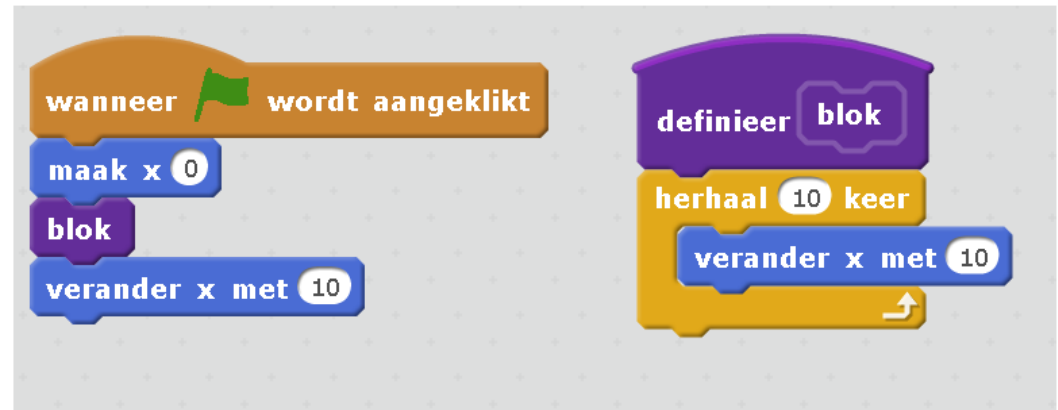 wanneer wordt aangeklikt
maak x 0
blok
verander x met 10
definieer blok
herhaal 10 keer
verander x met 10